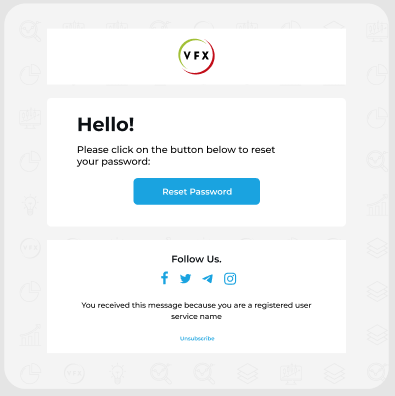 VFX
Hello!
Please click on the button below to reset
your password:
Reset Password
Follow Us.
You received this message because you are a registered user
service name
Unsubscribe